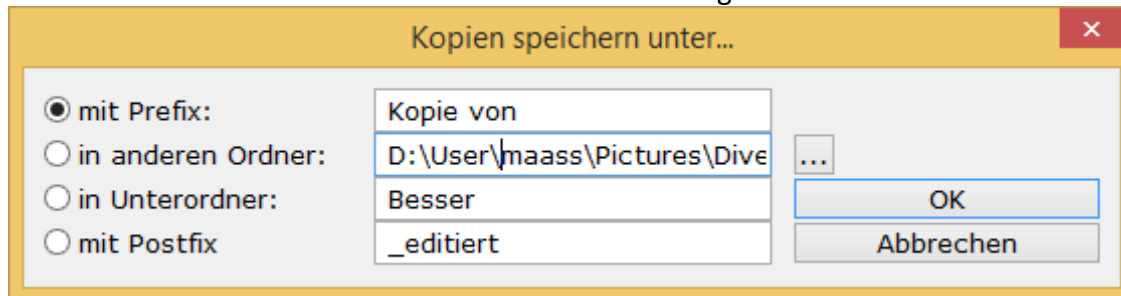 Kopien speichern unter...
mit Prefix: Kopie von
in anderen Ordner: D:\User\maass\Pictures\Dive ...
in Unterordner: Besser OK
mit Postfix _editiert Abbrechen